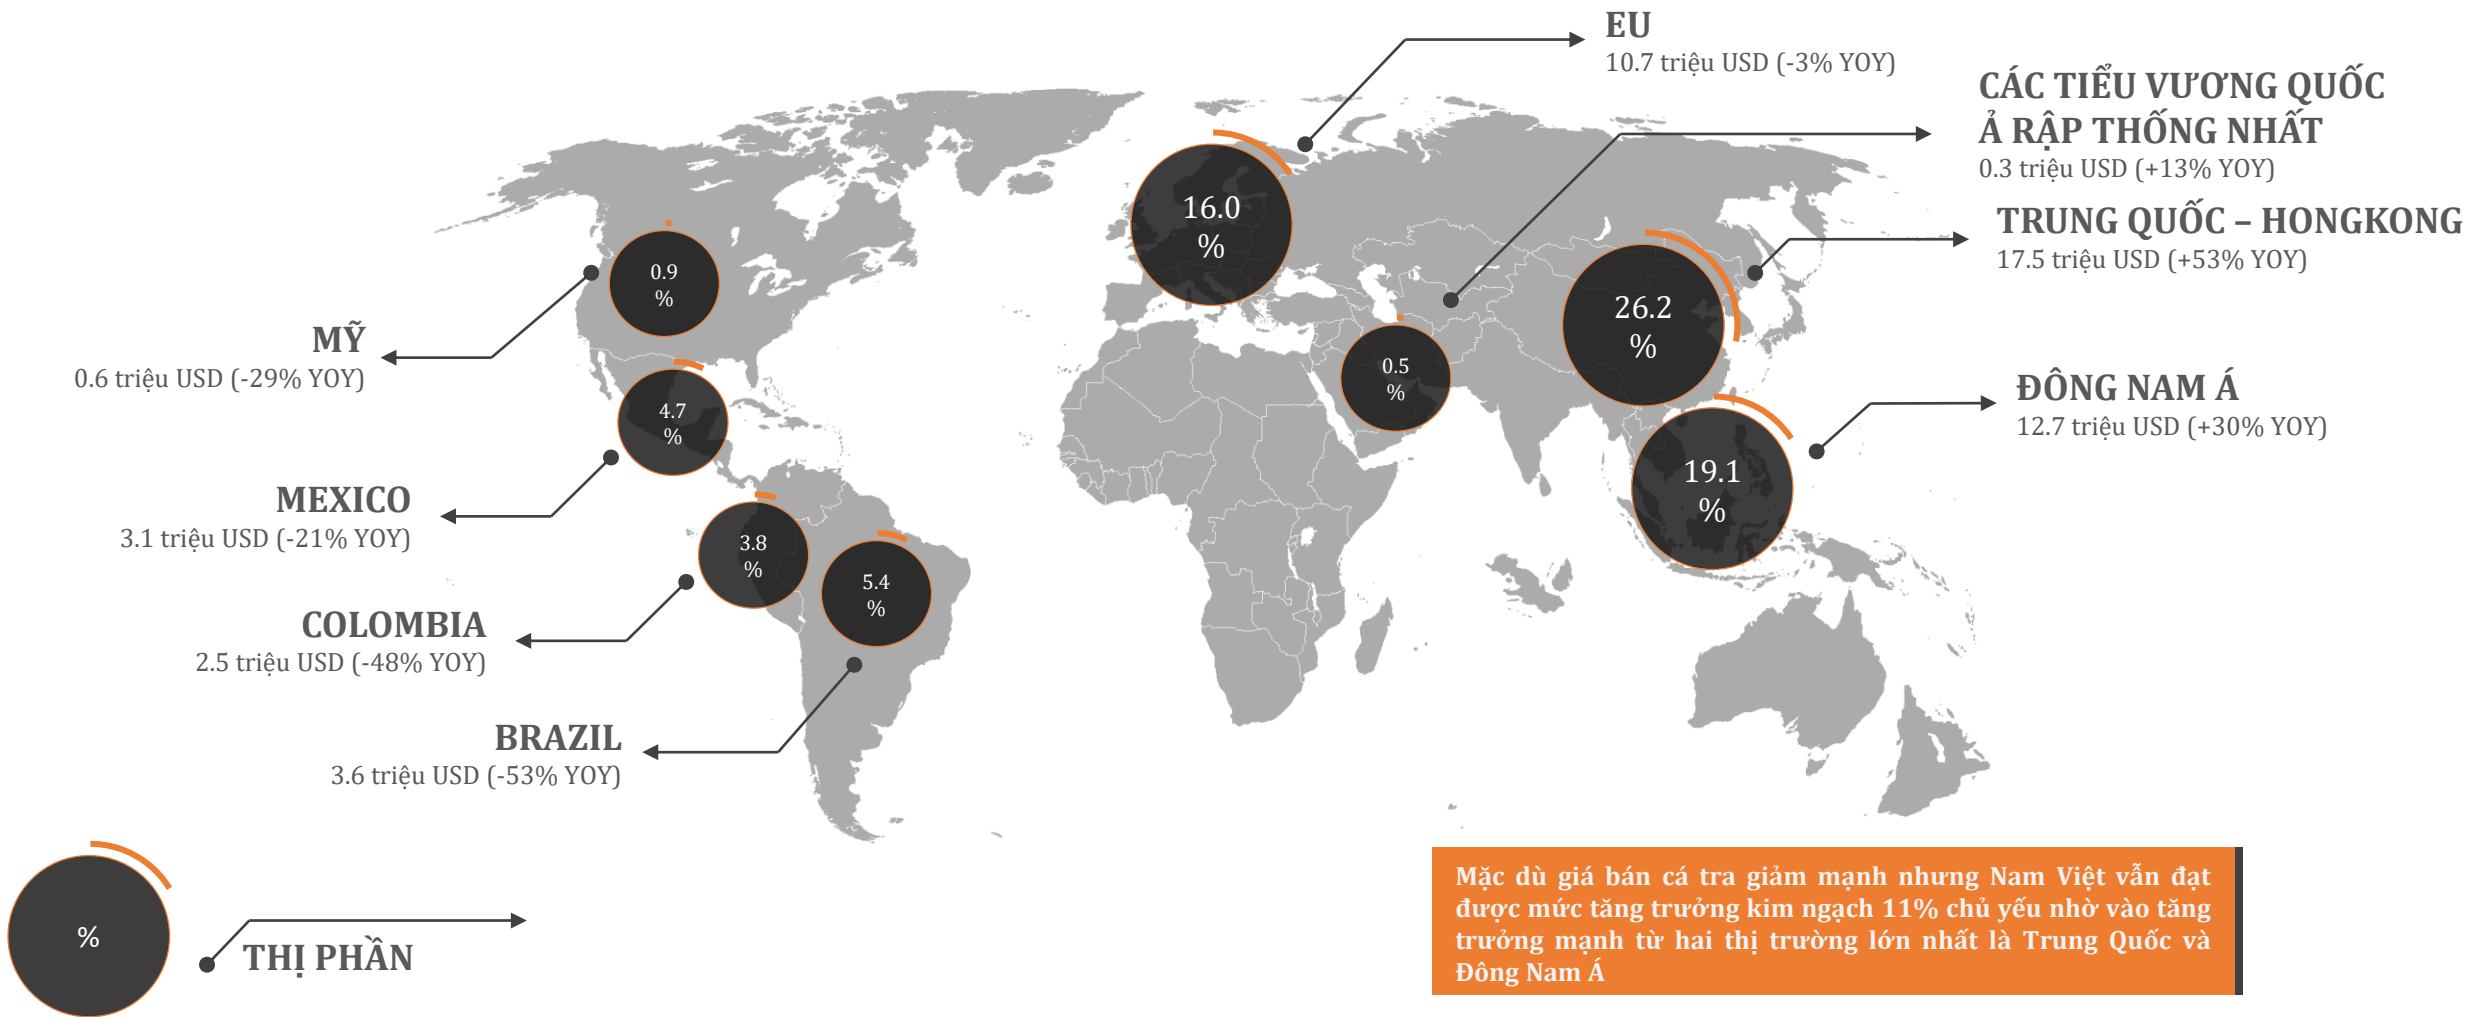 EU
10.7 triệu USD (-3% YOY)
CÁC TIỂU VƯƠNG QUỐC
Ả RẬP THỐNG NHẤT
0.3 triệu USD (+13% YOY)
TRUNG QUỐC – HONGKONG
17.5 triệu USD (+53% YOY)
ĐÔNG NAM Á
12.7 triệu USD (+30% YOY)
16.0
%
26.2
%
0.5
%
19.1
%
0.9
%
4.7
%
3.8
%
5.4
%
MỸ
0.6 triệu USD (-29% YOY)
MEXICO
3.1 triệu USD (-21% YOY)
COLOMBIA
2.5 triệu USD (-48% YOY)
BRAZIL
3.6 triệu USD (-53% YOY)
%
THỊ PHẦN
Mặc dù giá bán cá tra giảm mạnh nhưng Nam Việt vẫn đạt
được mức tăng trưởng kim ngạch 11% chủ yếu nhờ vào tăng
trưởng mạnh từ hai thị trường lớn nhất là Trung Quốc và
Đông Nam Á